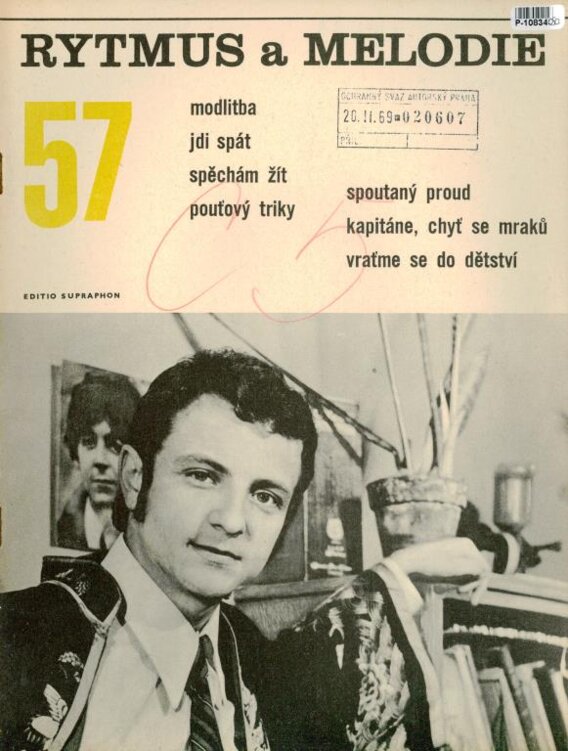 P-10834
RYTMUS a MELODIE
57
modlitba
jdi spát
spěchám žít
pouťový triky
OCHRANNÝ SVAZ AUTORSKÝ PRAHA
20.II.69 020607
PŘÍL.
spoutaný proud
kapitáne, chyť se mraků
vraťme se do dětství
EDITIO SUPRAPHON